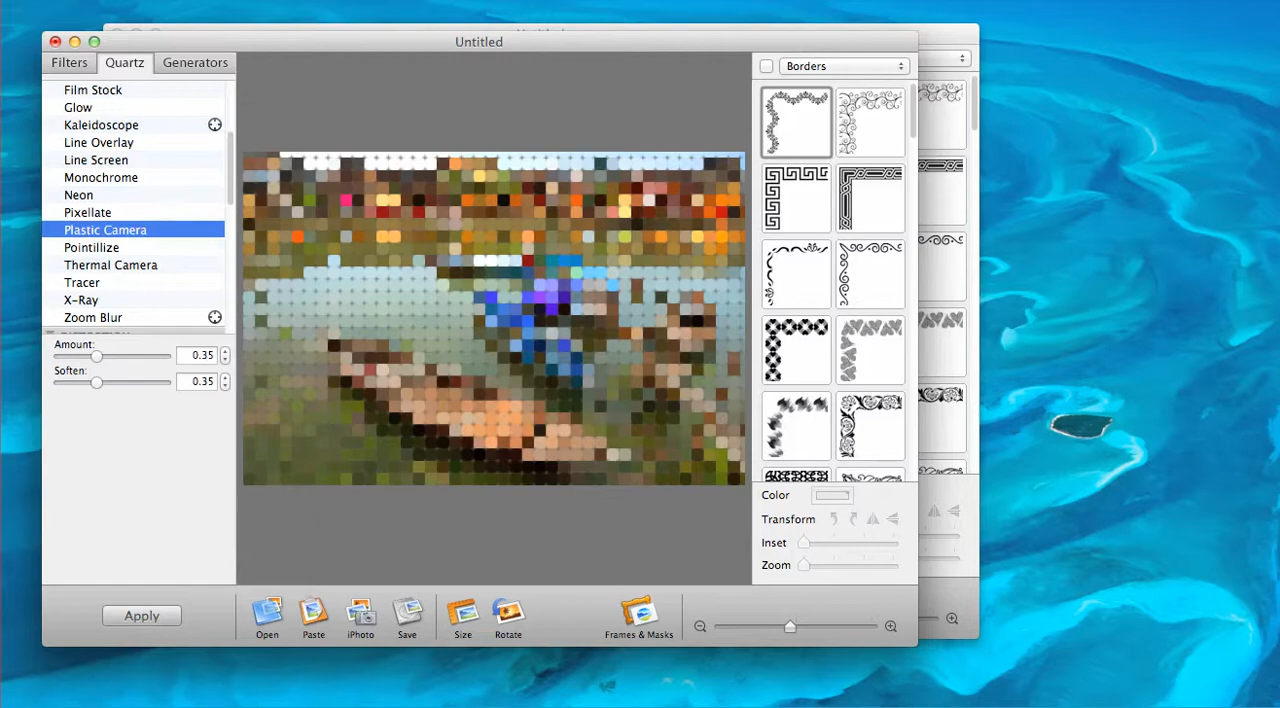 Untitled
Filters Quartz Generators
Film Stock
Glow
Kaleidoscope
Line Overlay
Line Screen
Monochrome
Neon
Pixellate
Plastic Camera
Pointillize
Thermal Camera
Tracer
X-Ray
Zoom Blur
Amount: 0.35
Soften: 0.35
Apply
Open Paste iPhoto Save Size Rotate Frames & Masks
Borders
Color
Transform
Inset
Zoom